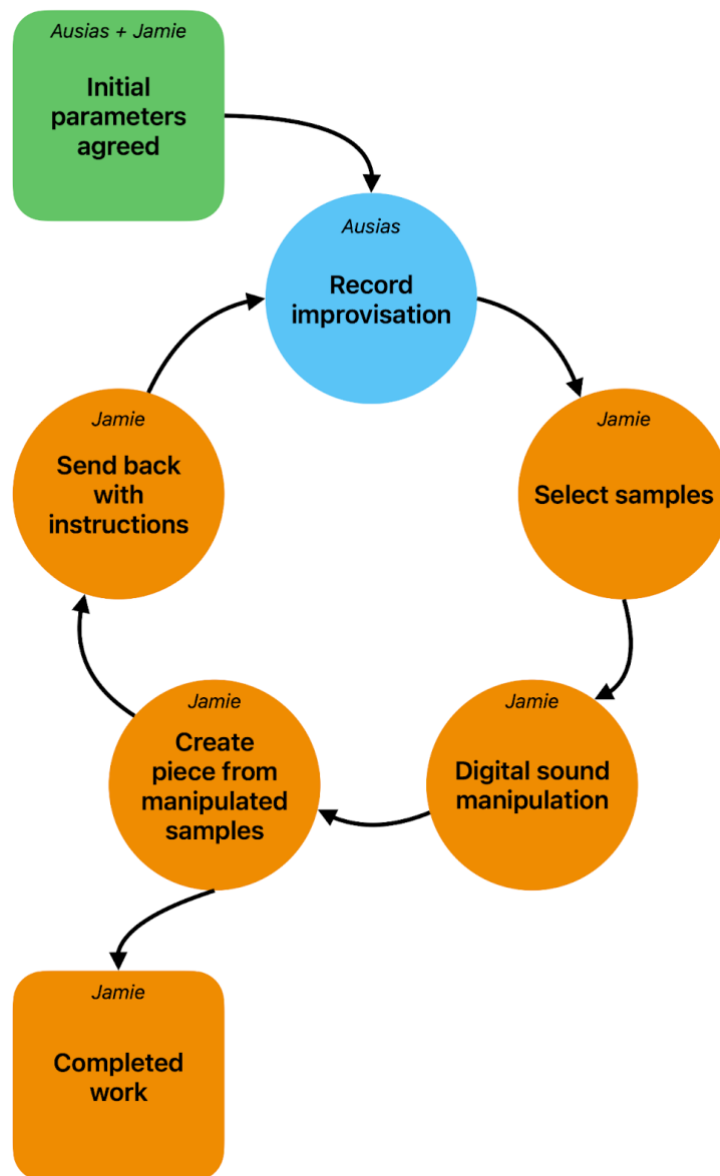 Ausias + Jamie
Initial
parameters
agreed
Ausias
Record
improvisation
Jamie
Select samples
Jamie
Digital sound
manipulation
Jamie
Create
piece from
manipulated
samples
Jamie
Send back
with
instructions
Jamie
Completed
work